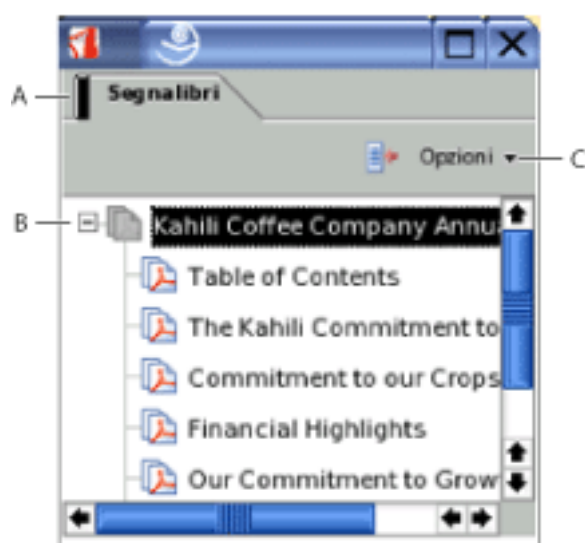 A
Segnalibri
Opzioni
C
B
Kahili Coffee Company Annua
Table of Contents
The Kahili Commitment to
Commitment to our Crops
Financial Highlights
Our Commitment to Grow